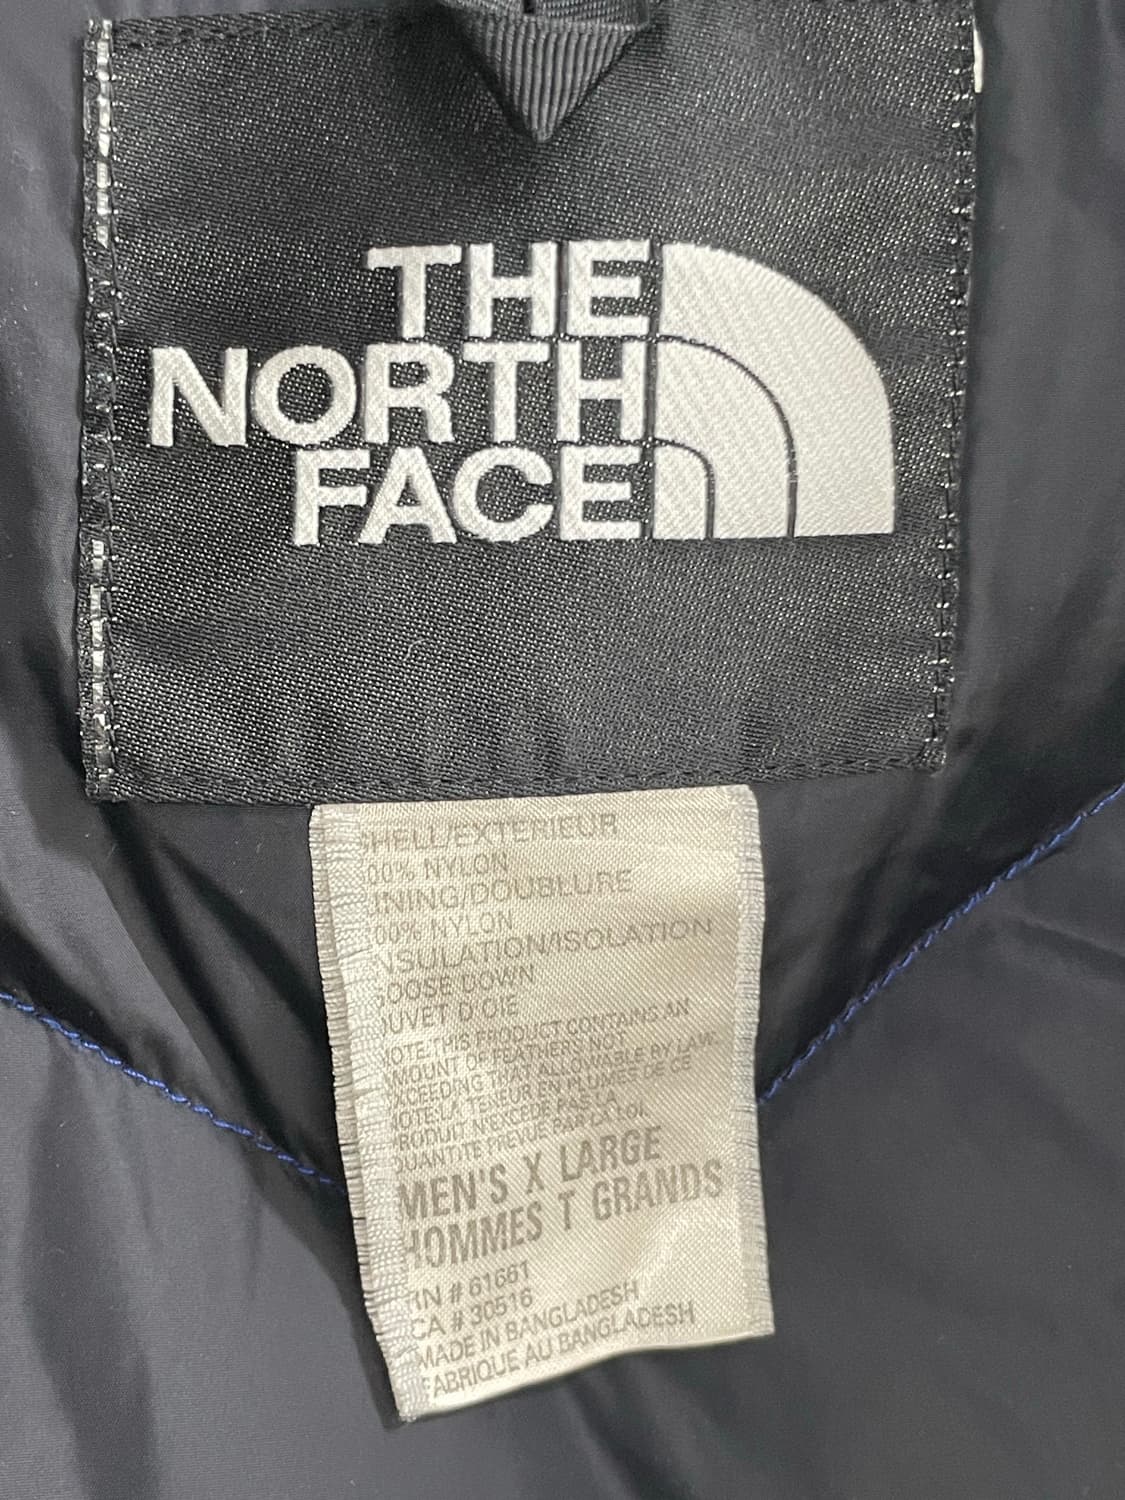 THE
NORTH
FACE
SHELL/EXTERIEUR
100% NYLON
LINING/DOUBLURE
100% NYLON
INSULATION/ISOLATION
GOOSE DOWN
DUVET D'OIE
NOTE:THIS PRODUCT CONTAINS AN
AMOUNT OF FEATHERS NOT
EXCEEDING THAT ALLOWABLE BY LAW.
NOTE:LA TENEUR EN PLUMES DE CE
PRODUIT N'EXCEDE PAS LA
QUANTITE PREVUE PAR LA LOI.
MEN'S X LARGE
HOMMES T GRANDS
RN # 61661
CA # 30516
MADE IN BANGLADESH
FABRIQUE AU BANGLADESH